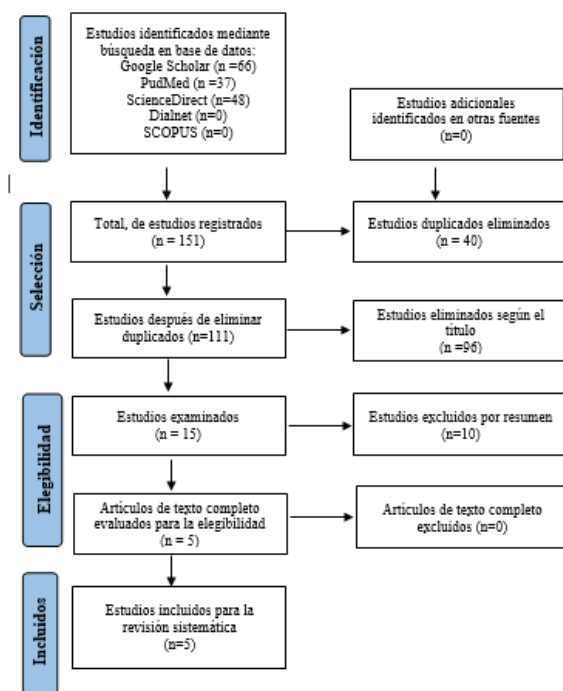 Identificación
Estudios identificados mediante
búsqueda en base de datos:
Google Scholar (n =66)
PudMed (n =37)
ScienceDirect (n=48)
Dialnet (n=0)
SCOPUS (n=0)
Estudios adicionales
identificados en otras fuentes
(n=0)
Selección
Total, de estudios registrados
(n = 151)
Estudios duplicados eliminados
(n = 40)
Estudios después de eliminar
duplicados (n=111)
Estudios eliminados según el
título
(n =96)
Elegibilidad
Estudios examinados
(n = 15)
Estudios excluidos por resumen
(n=10)
Artículos de texto completo
evaluados para la elegibilidad
(n = 5)
Artículos de texto completo
excluidos (n=0)
Incluidos
Estudios incluidos para la
revisión sistemática
(n=5)